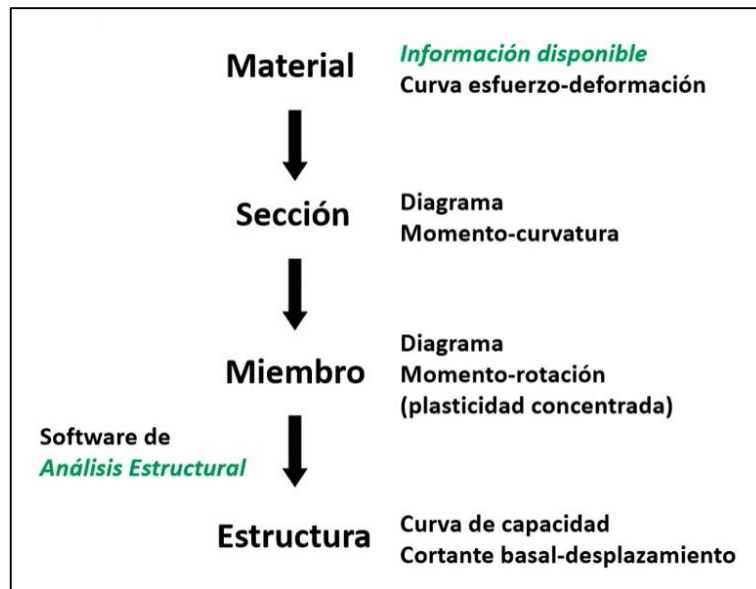 Material
Información disponible
Curva esfuerzo-deformación
Sección
Diagrama
Momento-curvatura
Miembro
Diagrama
Momento-rotación
(plasticidad concentrada)
Software de
Análisis Estructural
Estructura
Curva de capacidad
Cortante basal-desplazamiento